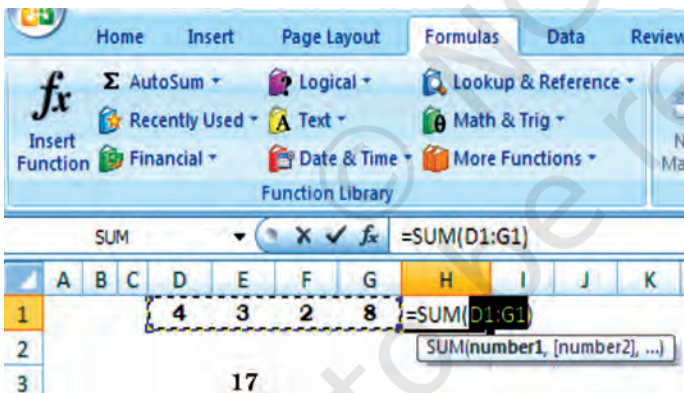 Home Insert Page Layout Formulas Data Review
fx Σ AutoSum Logical Lookup & Reference
Recently Used A Text θ Math & Trig
Insert Function Financial Date & Time More Functions
Function Library
SUM fx =SUM(D1:G1)
A B C D E F G H I J K
1 4 3 2 8 =SUM(D1:G1)
2 SUM(number1, [number2], ...)
3 17